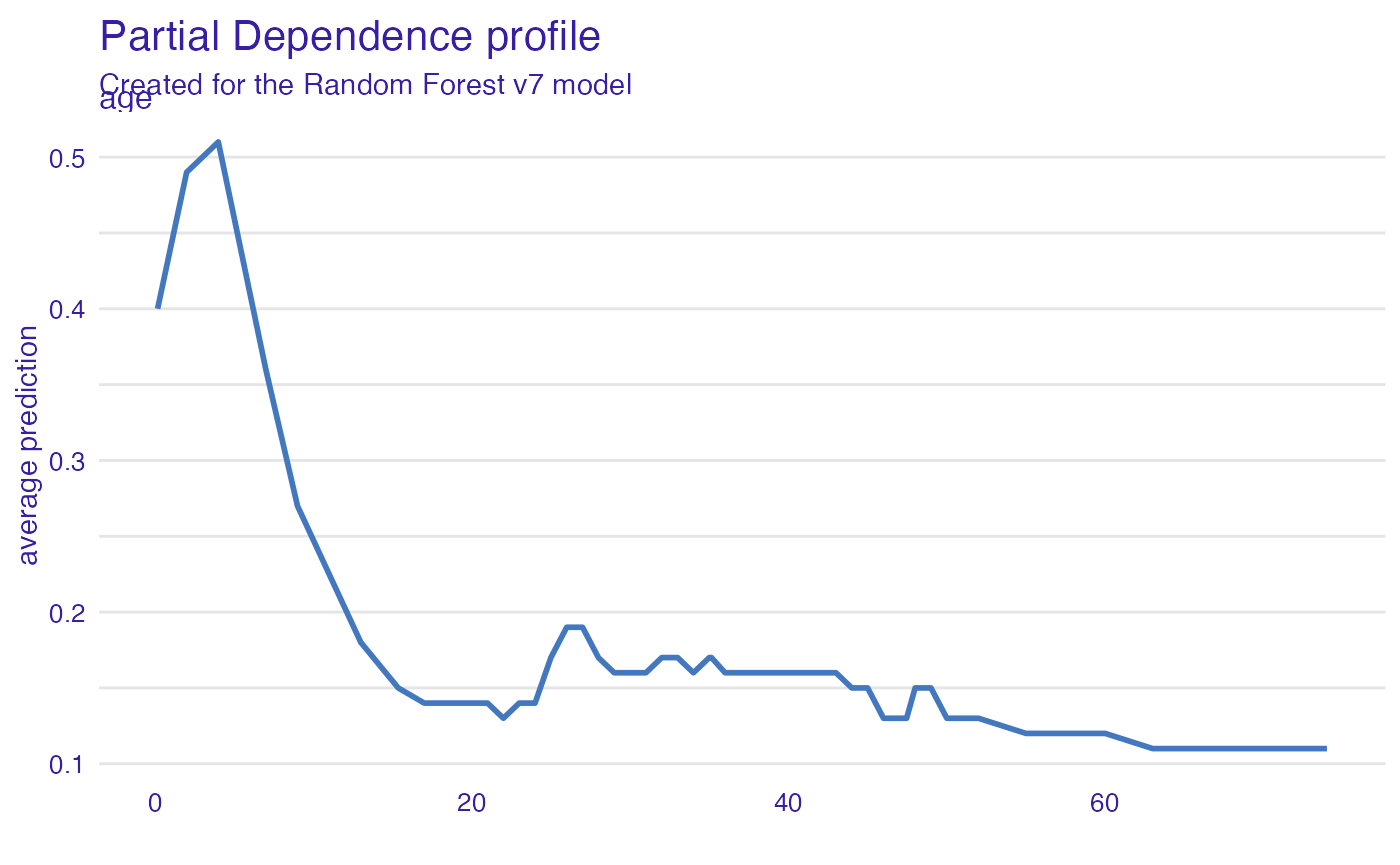 Partial Dependence profile
Created for the Random Forest v7 model
age
average prediction
0.5
0.4
0.3
0.2
0.1
0 20 40 60